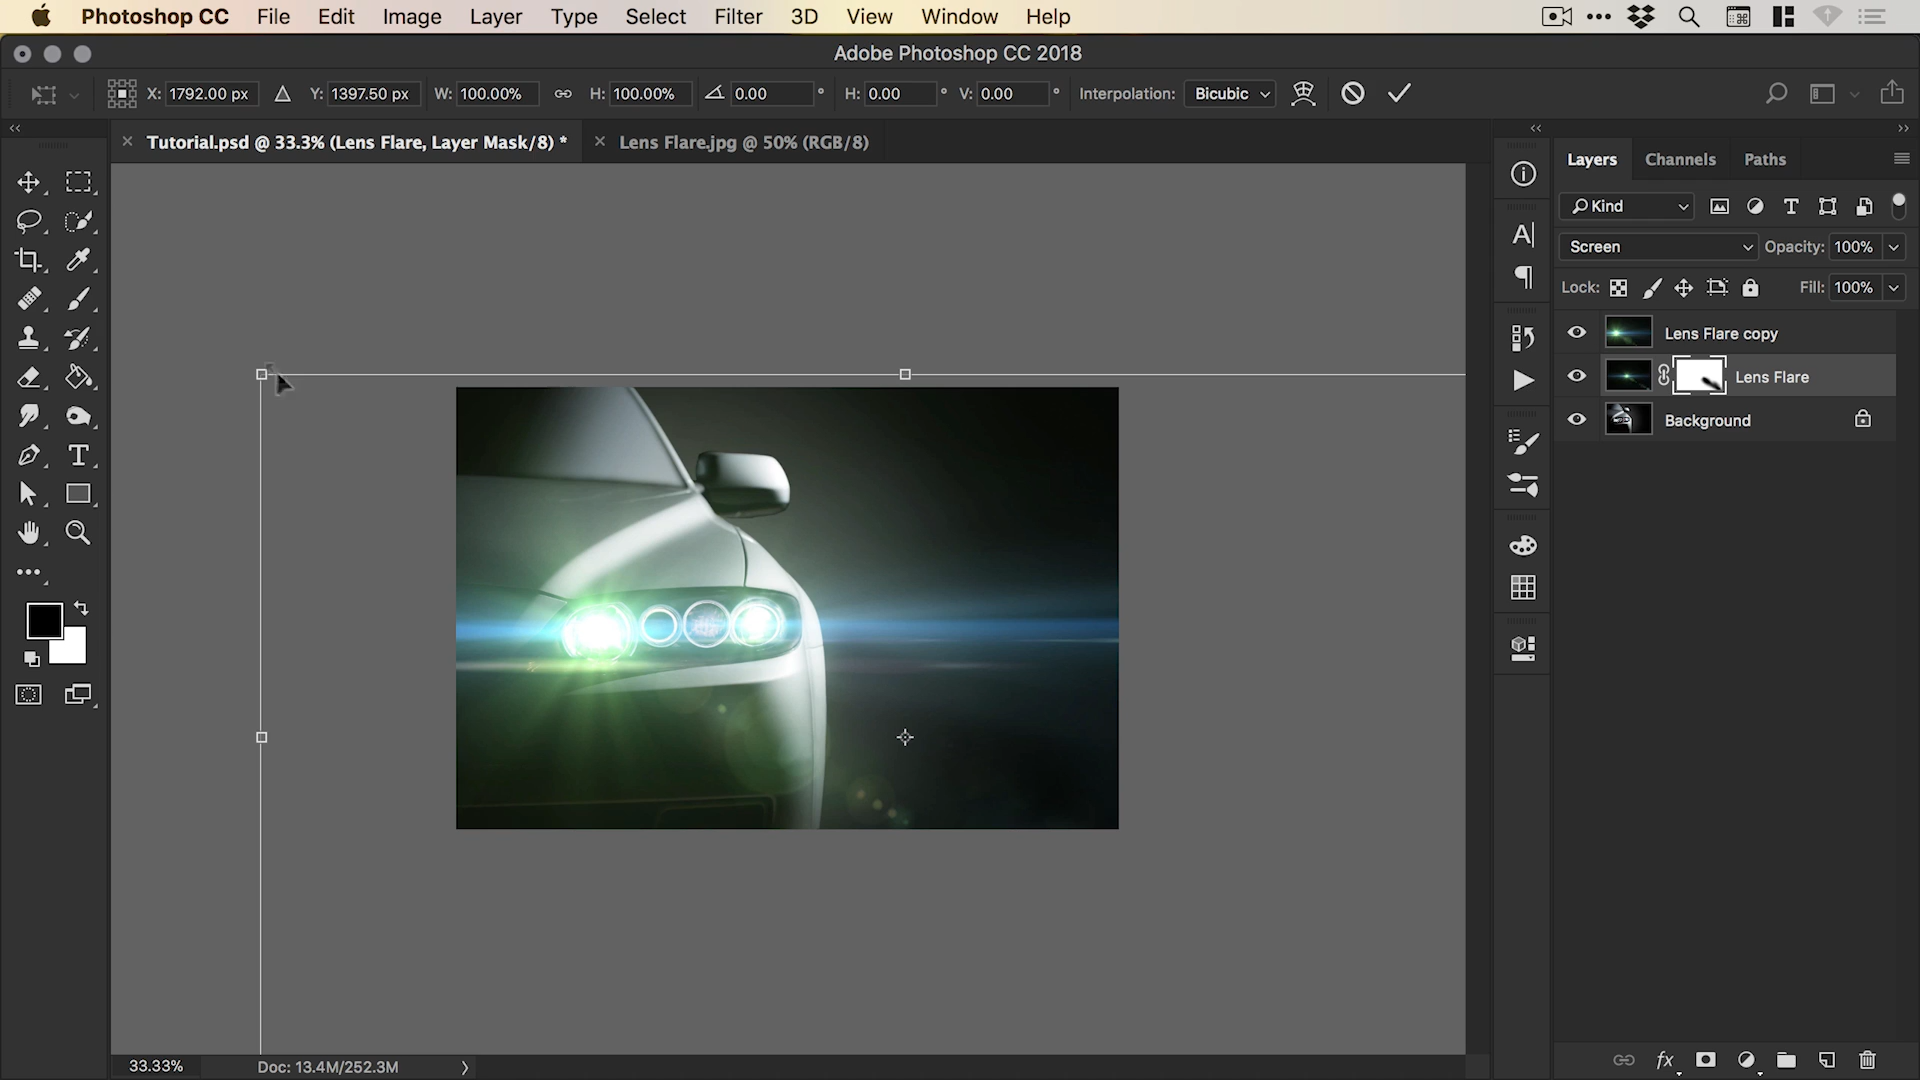 Photoshop CC File Edit Image Layer Type Select Filter 3D View Window Help
Adobe Photoshop CC 2018
X: 1792.00 px Y: 1397.50 px W: 100.00% H: 100.00% 0.00 ° H: 0.00 ° V: 0.00 ° Interpolation: Bicubic
Tutorial.psd @ 33.3% (Lens Flare, Layer Mask/8) * Lens Flare.jpg @ 50% (RGB/8)
Layers Channels Paths
Kind
Screen Opacity: 100%
Lock: Fill: 100%
Lens Flare copy
Lens Flare
Background
33.33% Doc: 13.4M/252.3M